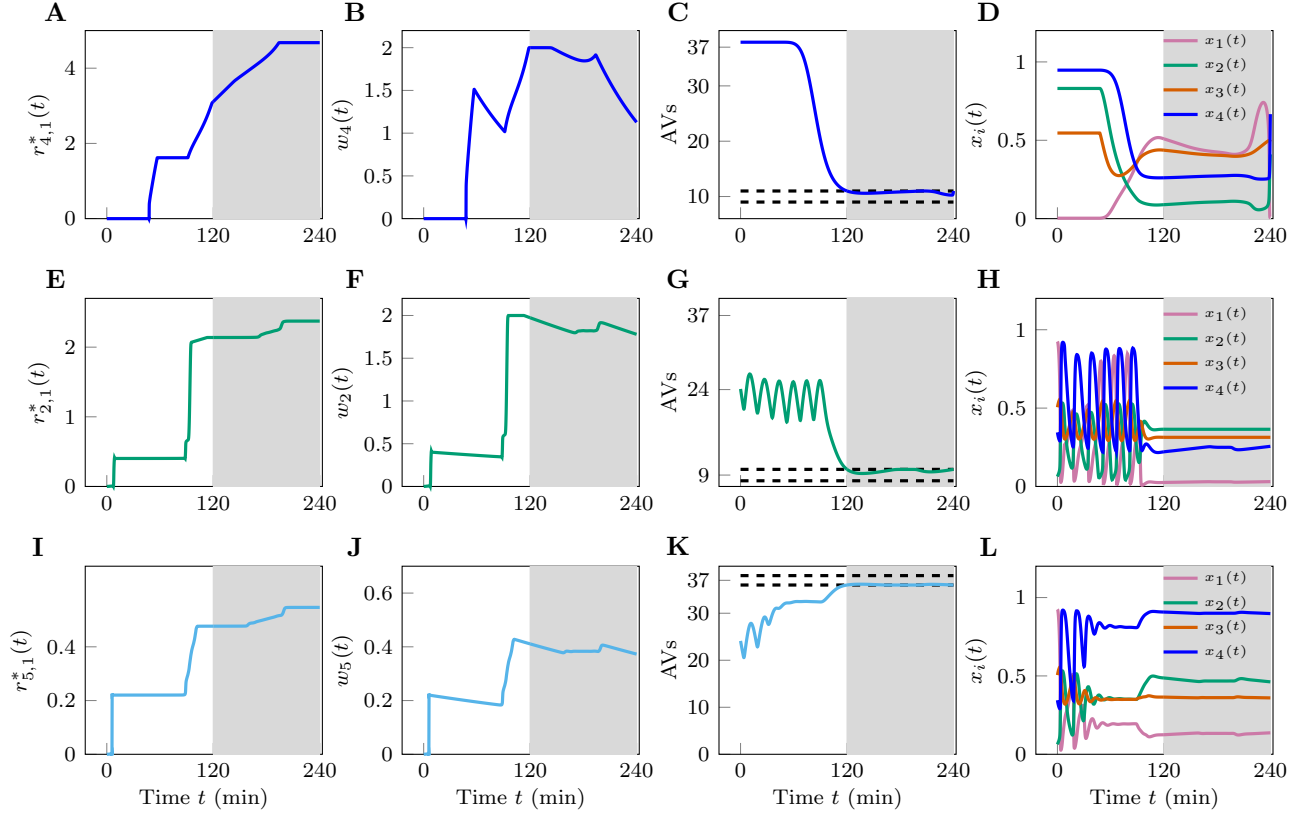 A
B
C
D
r*4,1(t)
4
2
0
0
120
240
w4(t)
2
1.5
1
0.5
0
0
120
240
AVs
37
30
20
10
0
120
240
xi(t)
1
0.5
0
0
120
240
x1(t)
x2(t)
x3(t)
x4(t)
E
F
G
H
r*2,1(t)
2
1
0
0
120
240
w2(t)
2
1.5
1
0.5
0
0
120
240
AVs
37
24
9
0
120
240
xi(t)
1
0.5
0
0
120
240
x1(t)
x2(t)
x3(t)
x4(t)
I
J
K
L
r*5,1(t)
0.4
0.2
0
0
120
240
Time t (min)
w5(t)
0.6
0.4
0.2
0
0
120
240
Time t (min)
AVs
37
30
20
10
0
0
120
240
Time t (min)
xi(t)
1
0.5
0
0
120
240
Time t (min)
x1(t)
x2(t)
x3(t)
x4(t)